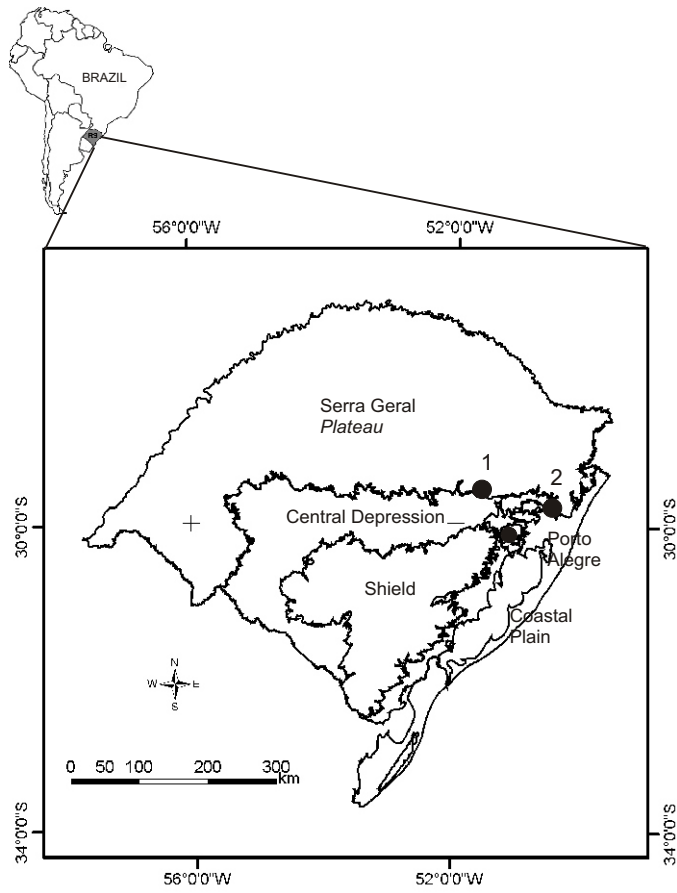 BRAZIL
RS
56°0'0"W
52°0'0"W
Serra Geral
Plateau
1
2
30°0'0"S
30°0'0"S
Central Depression
Porto
Alegre
Shield
Coastal
Plain
N
W
E
S
0 50 100 200 300
km
34°0'0"S
34°0'0"S
56°0'0"W
52°0'0"W